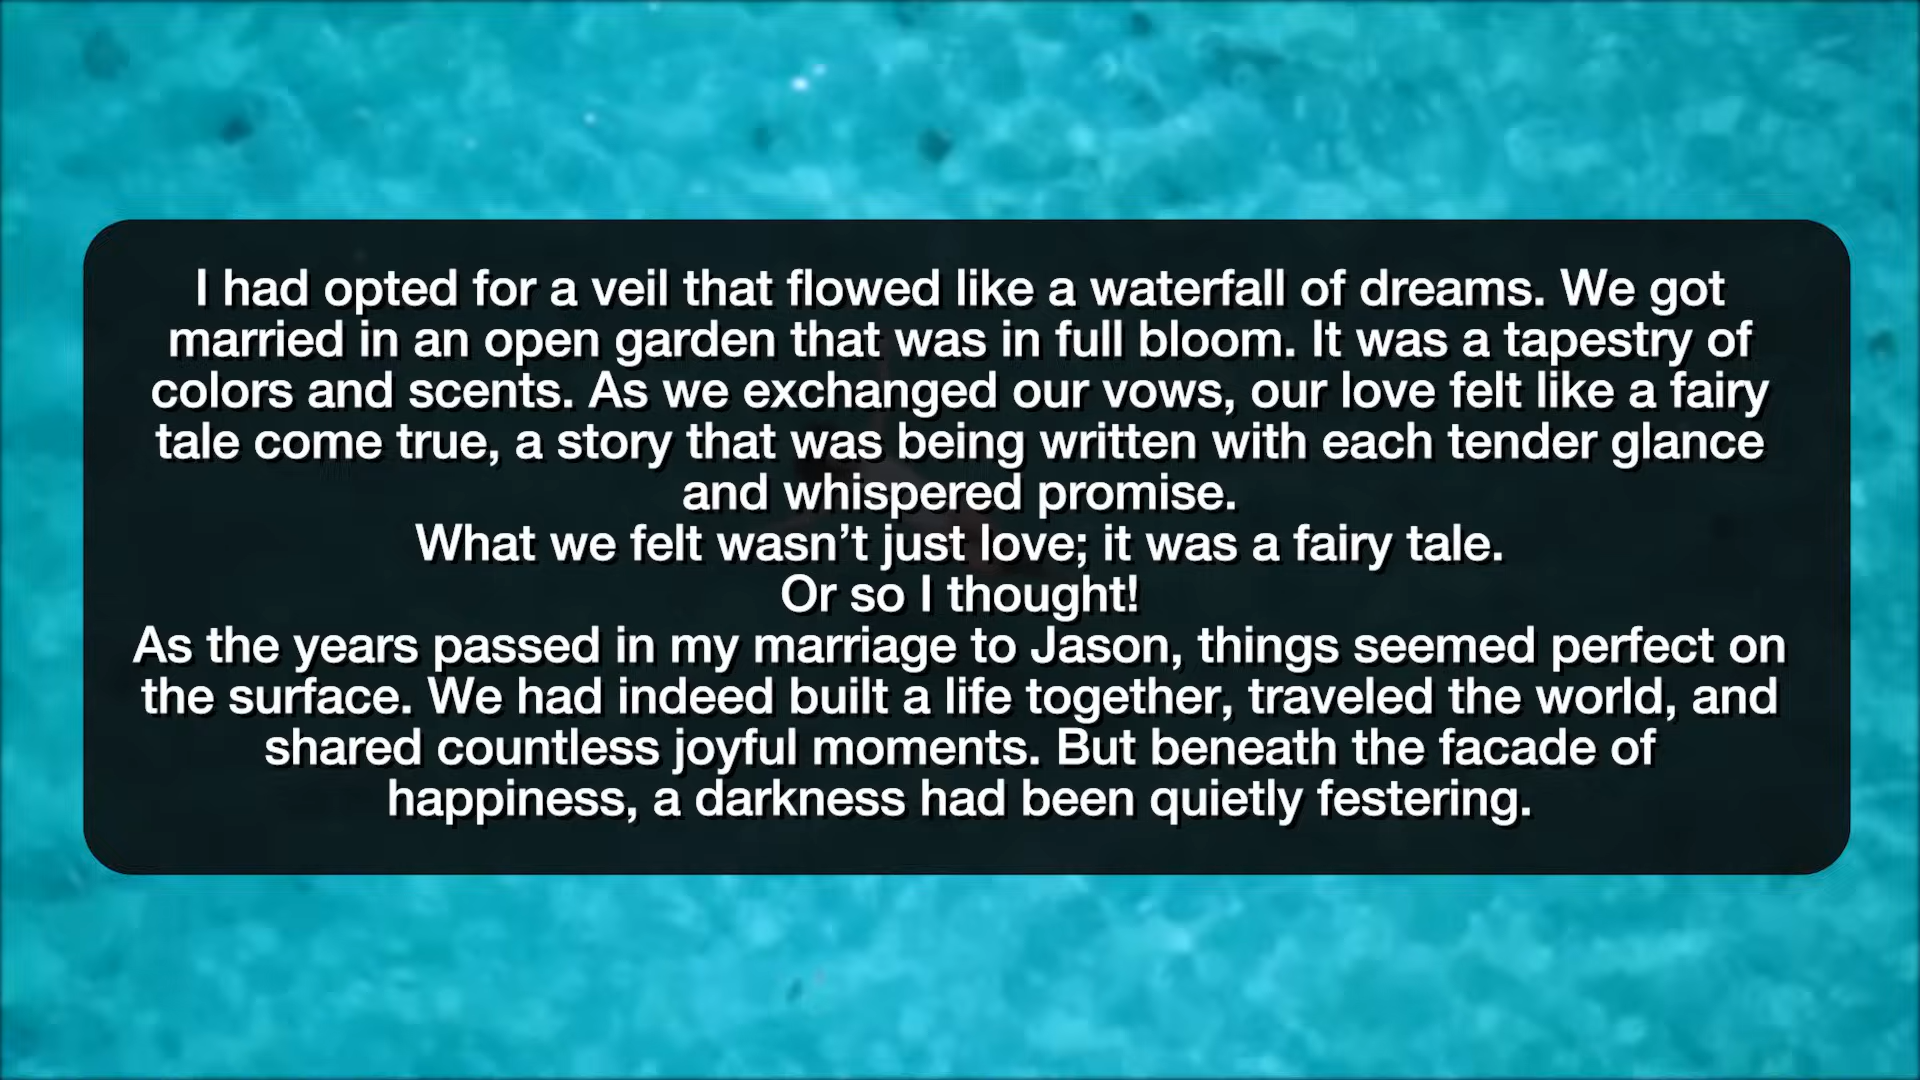 I had opted for a veil that flowed like a waterfall of dreams. We got
married in an open garden that was in full bloom. It was a tapestry of
colors and scents. As we exchanged our vows, our love felt like a fairy
tale come true, a story that was being written with each tender glance
and whispered promise.
What we felt wasn’t just love; it was a fairy tale.
Or so I thought!
As the years passed in my marriage to Jason, things seemed perfect on
the surface. We had indeed built a life together, traveled the world, and
shared countless joyful moments. But beneath the facade of
happiness, a darkness had been quietly festering.